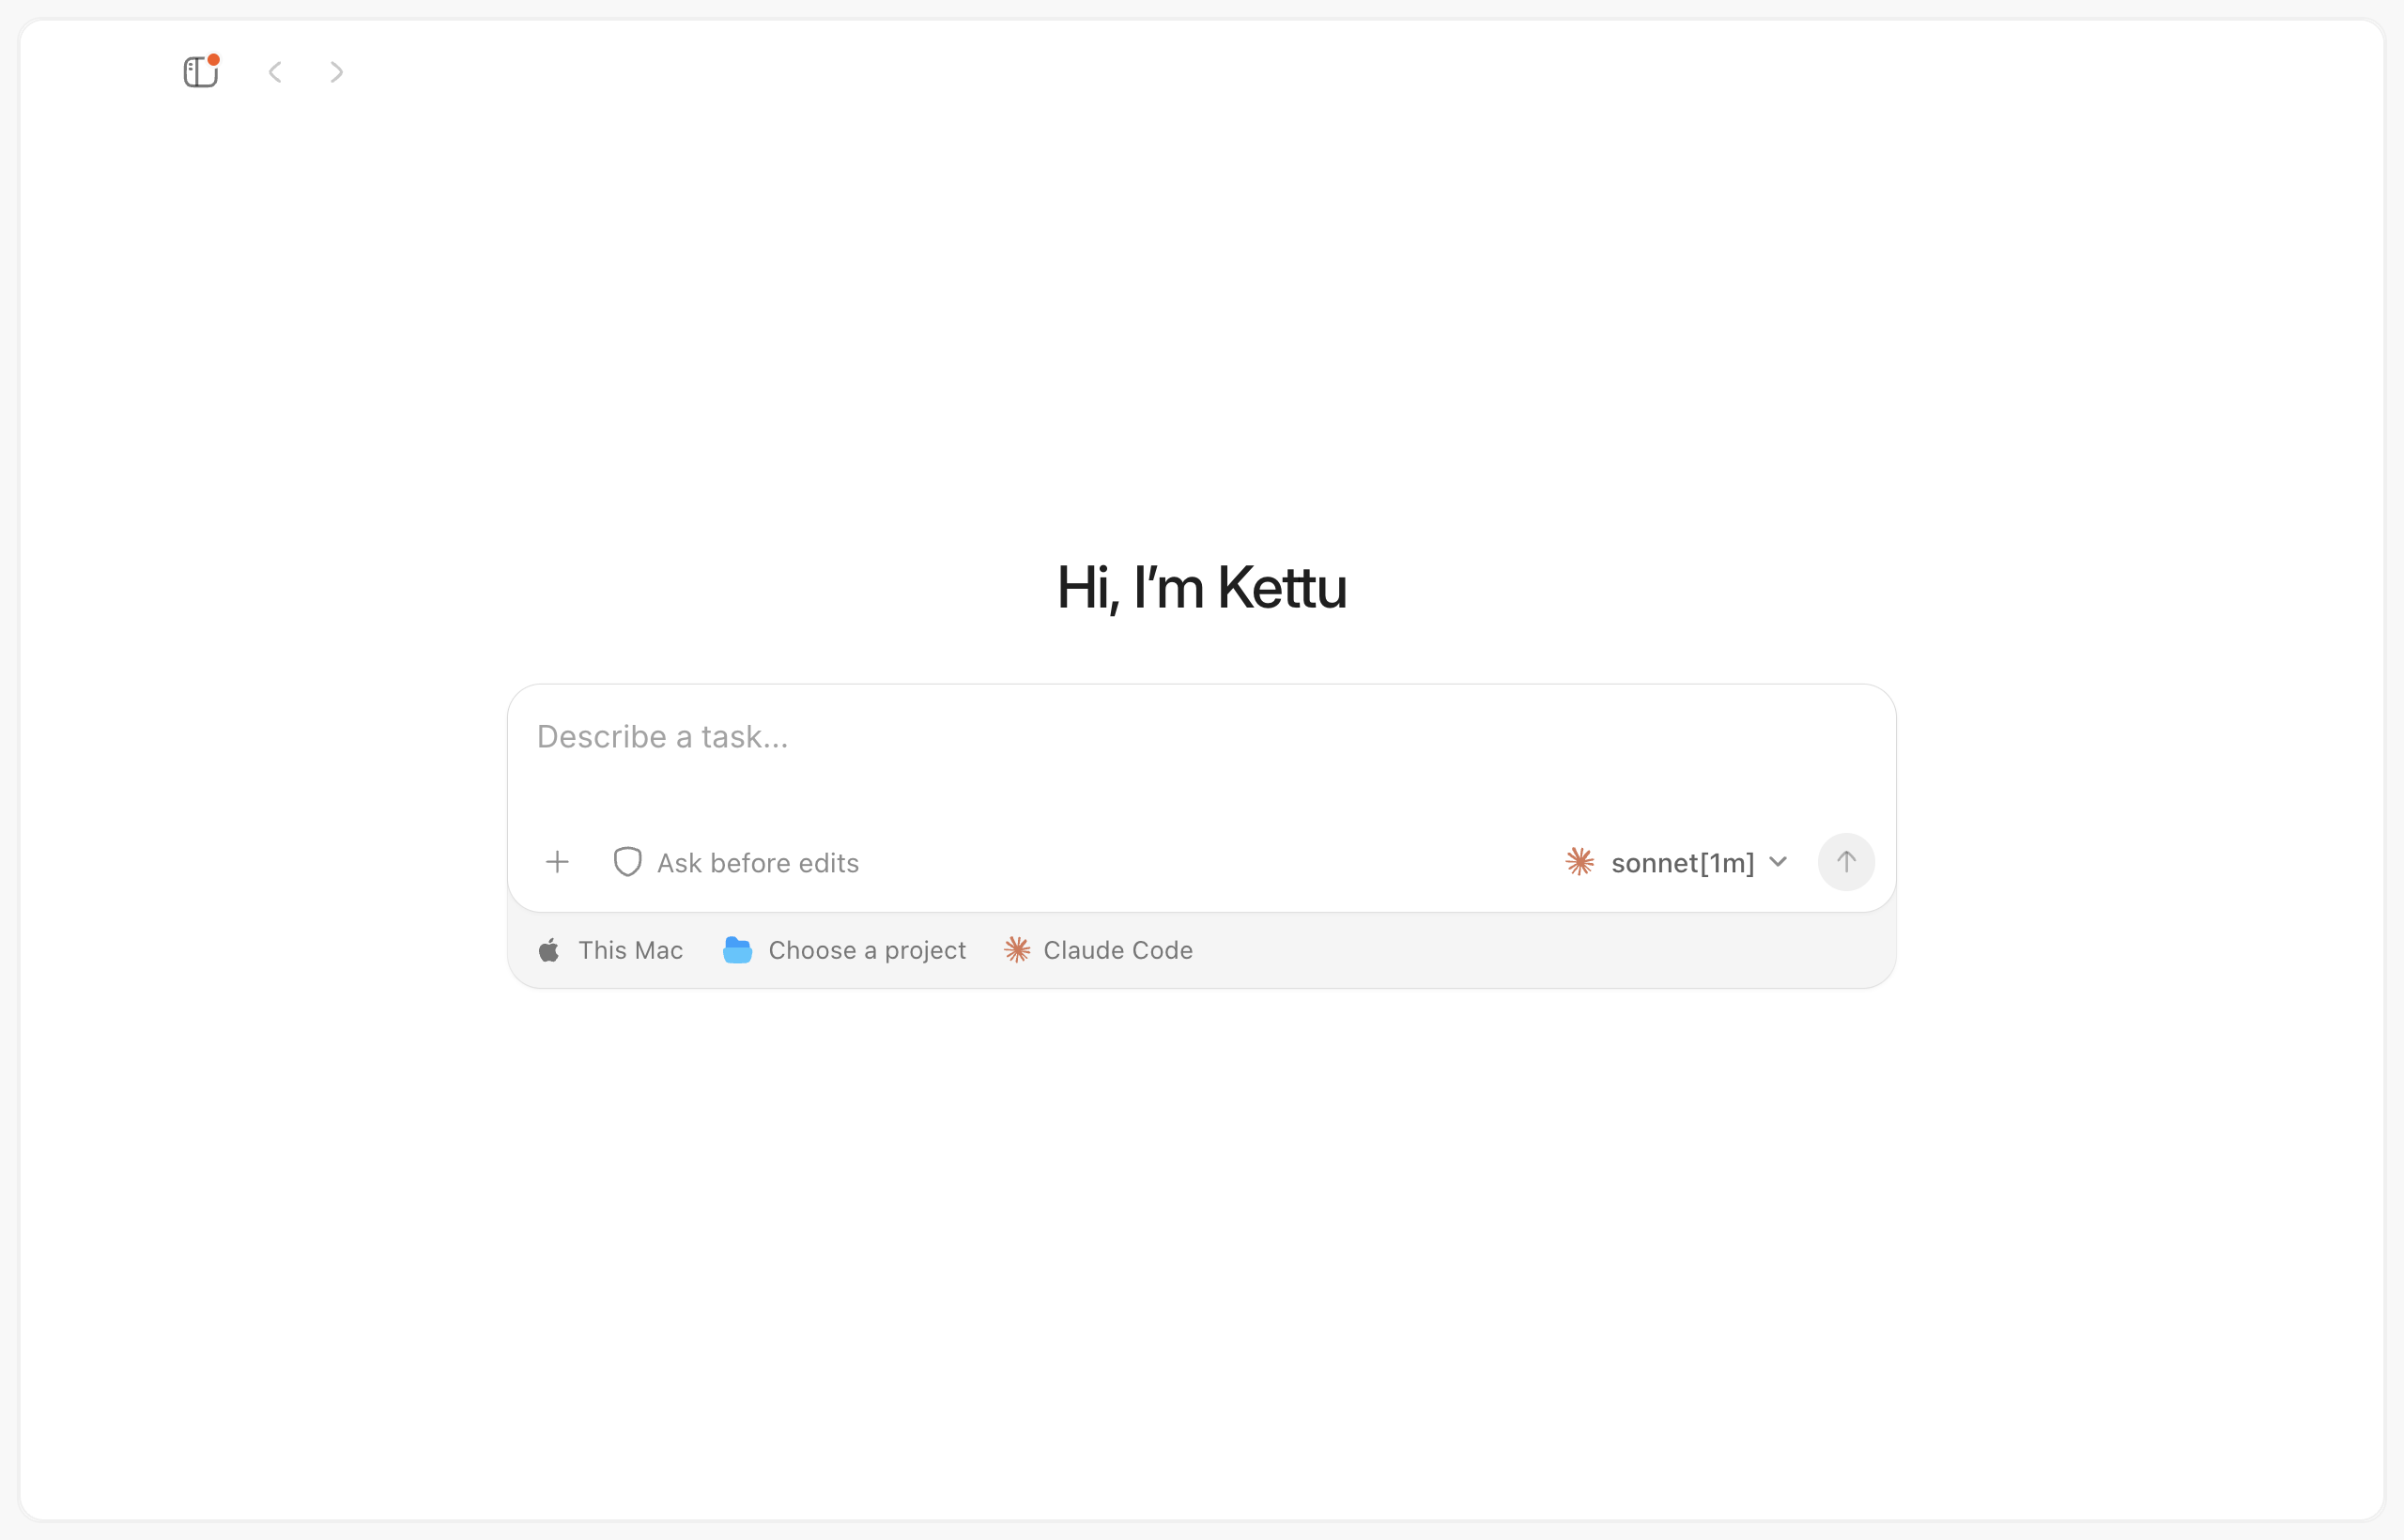 Hi, I’m Kettu
Describe a task...
Ask before edits
sonnet[1m]
This Mac
Choose a project
Claude Code